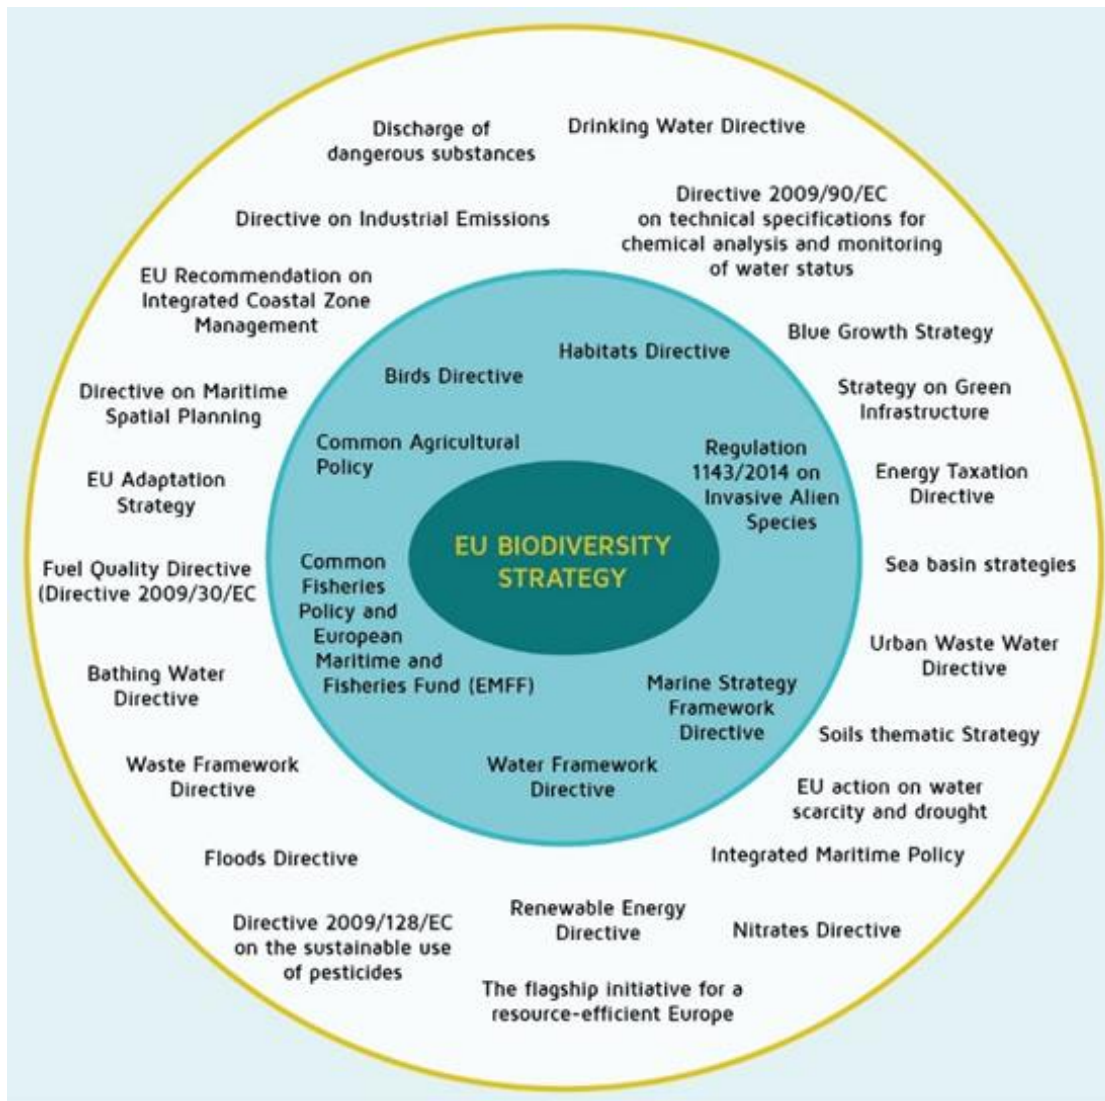 Discharge of
dangerous substances
Drinking Water Directive
Directive on Industrial Emissions
Directive 2009/90/EC
on technical specifications for
chemical analysis and monitoring
of water status
EU Recommendation on
Integrated Coastal Zone
Management
Blue Growth Strategy
Habitats Directive
Birds Directive
Directive on Maritime
Spatial Planning
Strategy on Green
Infrastructure
Common Agricultural
Policy
Regulation
1143/2014 on
Invasive Alien
Species
EU Adaptation
Strategy
Energy Taxation
Directive
EU BIODIVERSITY
STRATEGY
Fuel Quality Directive
(Directive 2009/30/EC
Common
Fisheries
Policy and
European
Maritime and
Fisheries Fund (EMFF)
Sea basin strategies
Urban Waste Water
Directive
Bathing Water
Directive
Marine Strategy
Framework
Directive
Soils thematic Strategy
Waste Framework
Directive
Water Framework
Directive
EU action on water
scarcity and drought
Floods Directive
Integrated Maritime Policy
Directive 2009/128/EC
on the sustainable use
of pesticides
Renewable Energy
Directive
Nitrates Directive
The flagship initiative for a
resource-efficient Europe